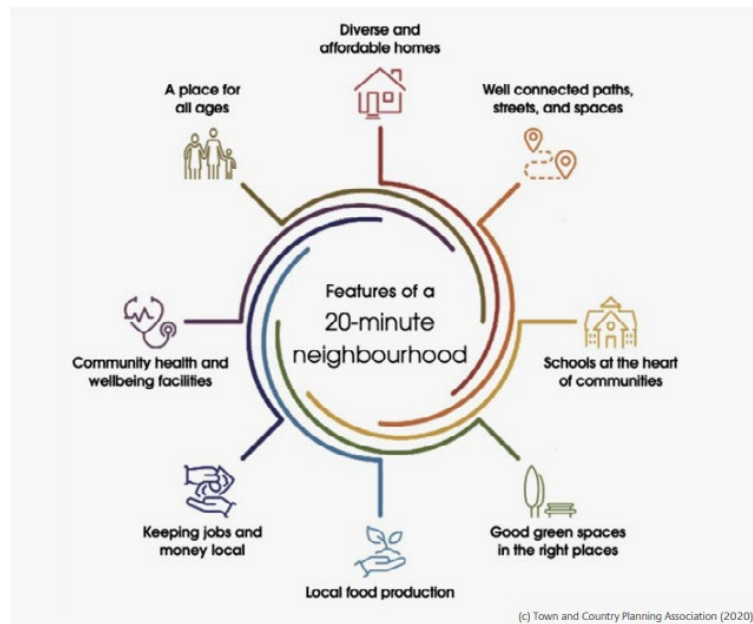 Diverse and
affordable homes
Well connected paths,
streets, and spaces
Schools at the heart
of communities
Good green spaces
in the right places
Local food production
Keeping jobs and
money local
Community health and
wellbeing facilities
A place for
all ages
Features of a
20-minute
neighbourhood
(c) Town and Country Planning Association (2020)